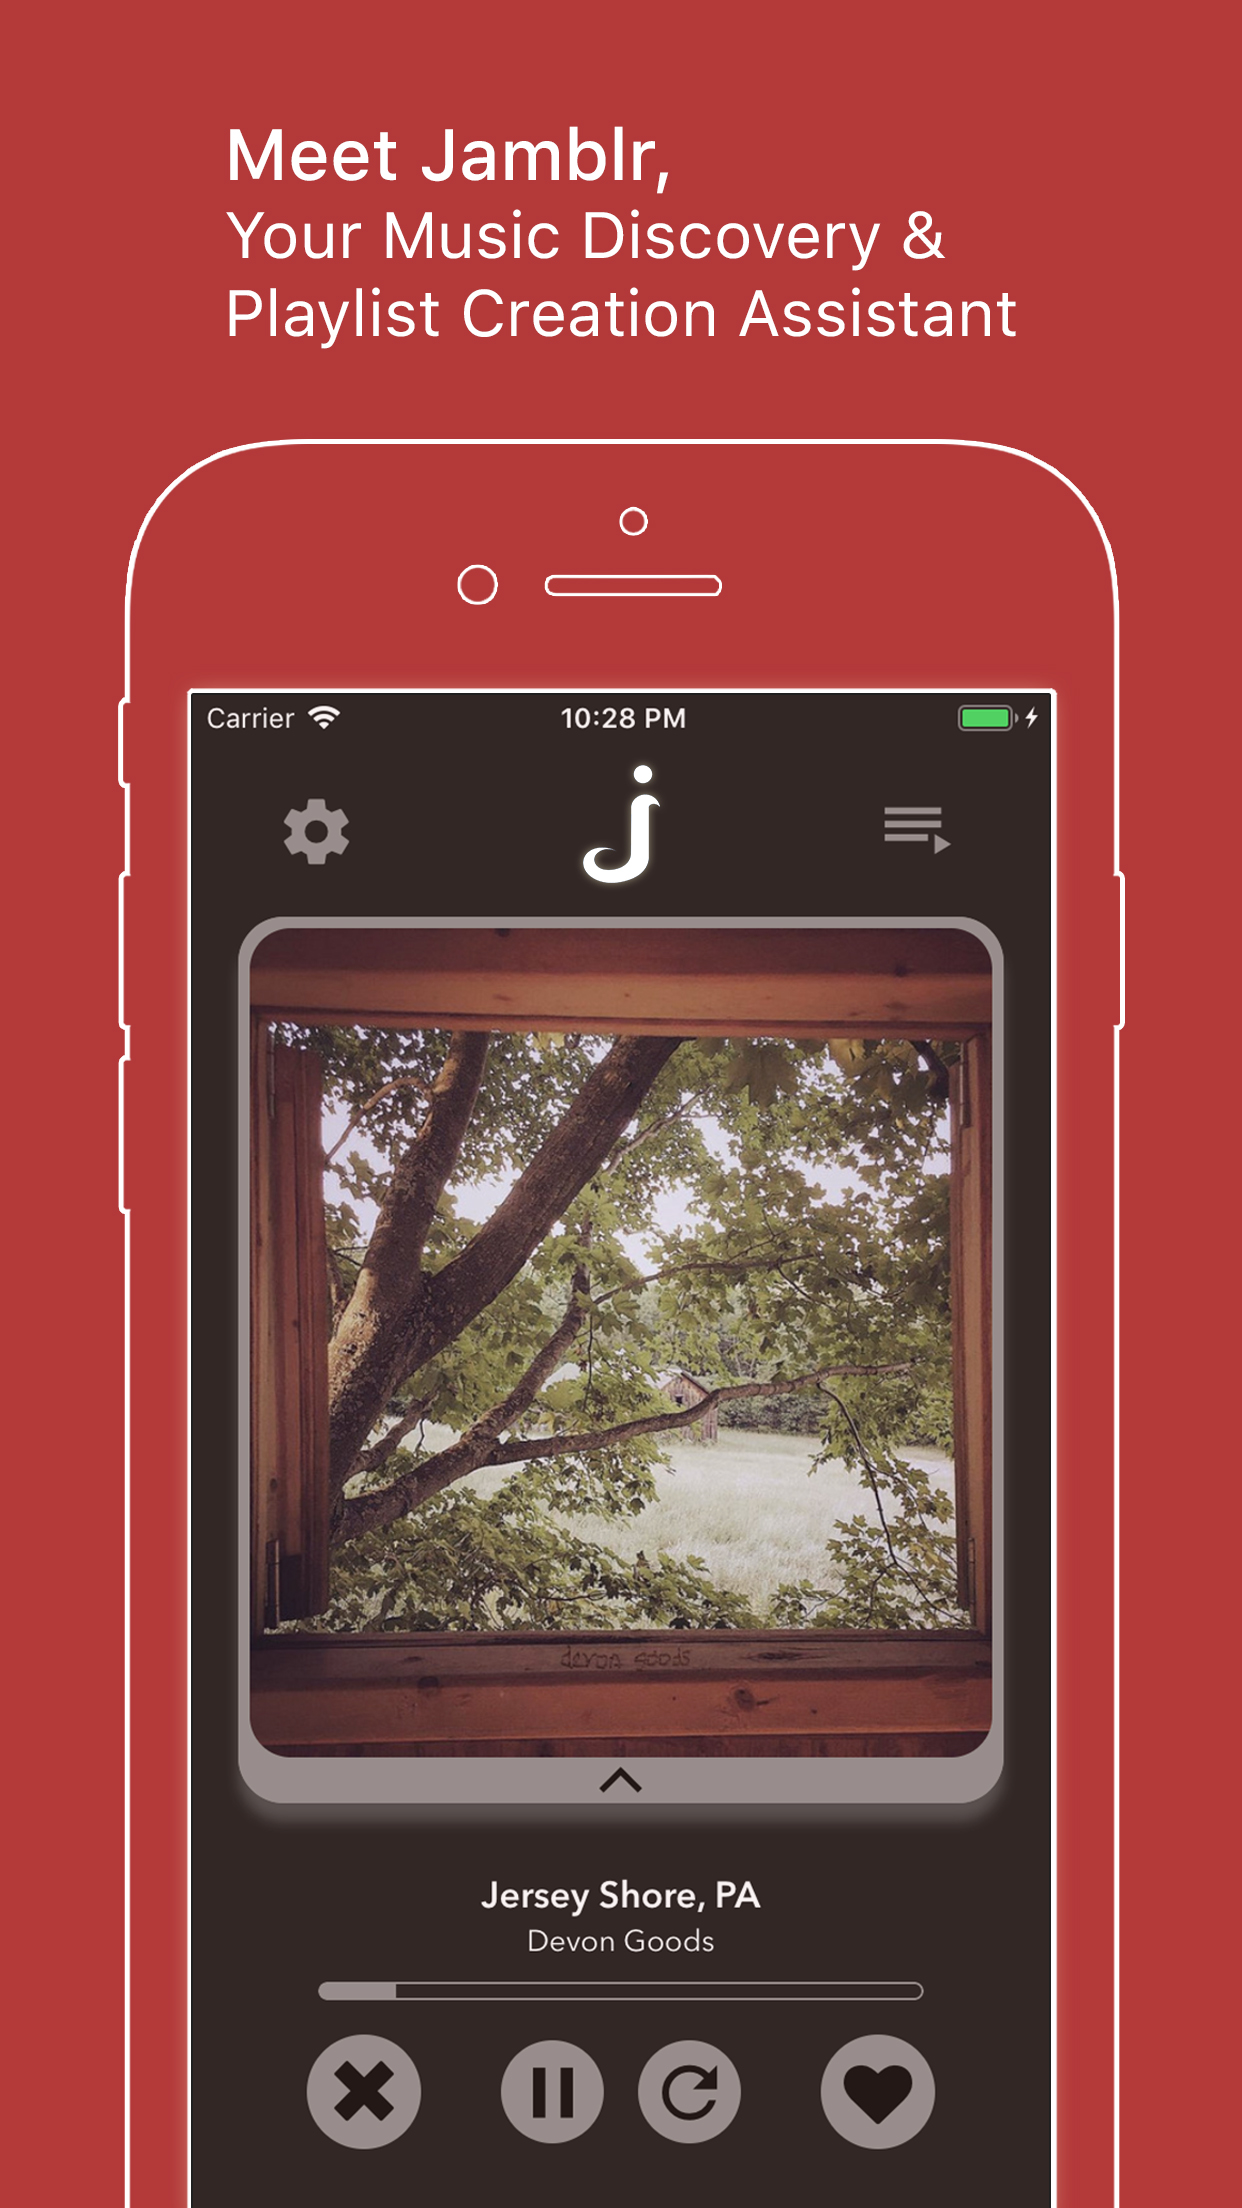 Meet Jamblr,
Your Music Discovery &
Playlist Creation Assistant
Carrier 10:28 PM
j
devon goods
Jersey Shore, PA
Devon Goods